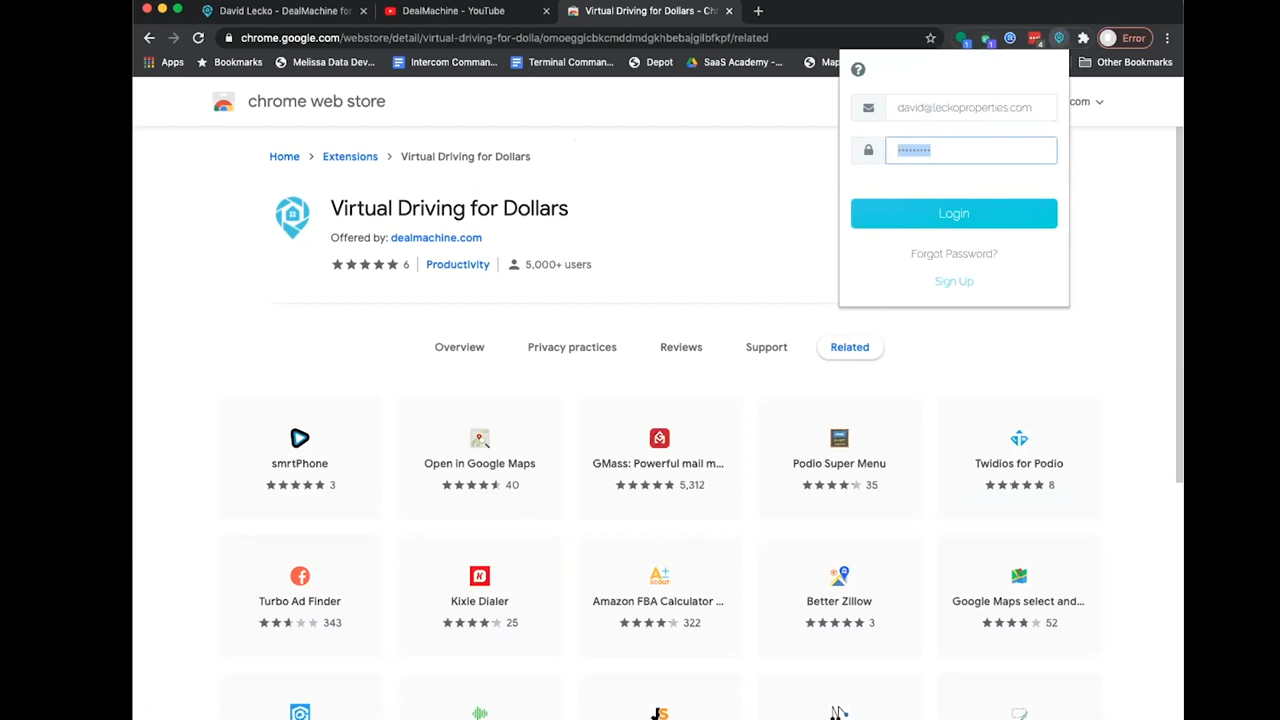 David Lecko - DealMachine for
DealMachine - YouTube
Virtual Driving for Dollars - Chr
chrome.google.com/webstore/detail/virtual-driving-for-dolla/omoeggicbkcmddmdgkhbebajgilbfkpf/related
4
Error
Apps
Bookmarks
Melissa Data Dev...
Intercom Comman...
Terminal Comman...
Depot
SaaS Academy -...
Map
Other Bookmarks
chrome web store
com
david@leckoproperties.com
Login
Forgot Password?
Sign Up
Home
Extensions
Virtual Driving for Dollars
Virtual Driving for Dollars
Offered by: dealmachine.com
6
Productivity
5,000+ users
Overview
Privacy practices
Reviews
Support
Related
smrtPhone
Open in Google Maps
GMass: Powerful mail m...
Podio Super Menu
Twidios for Podio
3
40
5,312
35
8
Turbo Ad Finder
Kixie Dialer
Amazon FBA Calculator ...
Better Zillow
Google Maps select and...
343
25
322
3
52